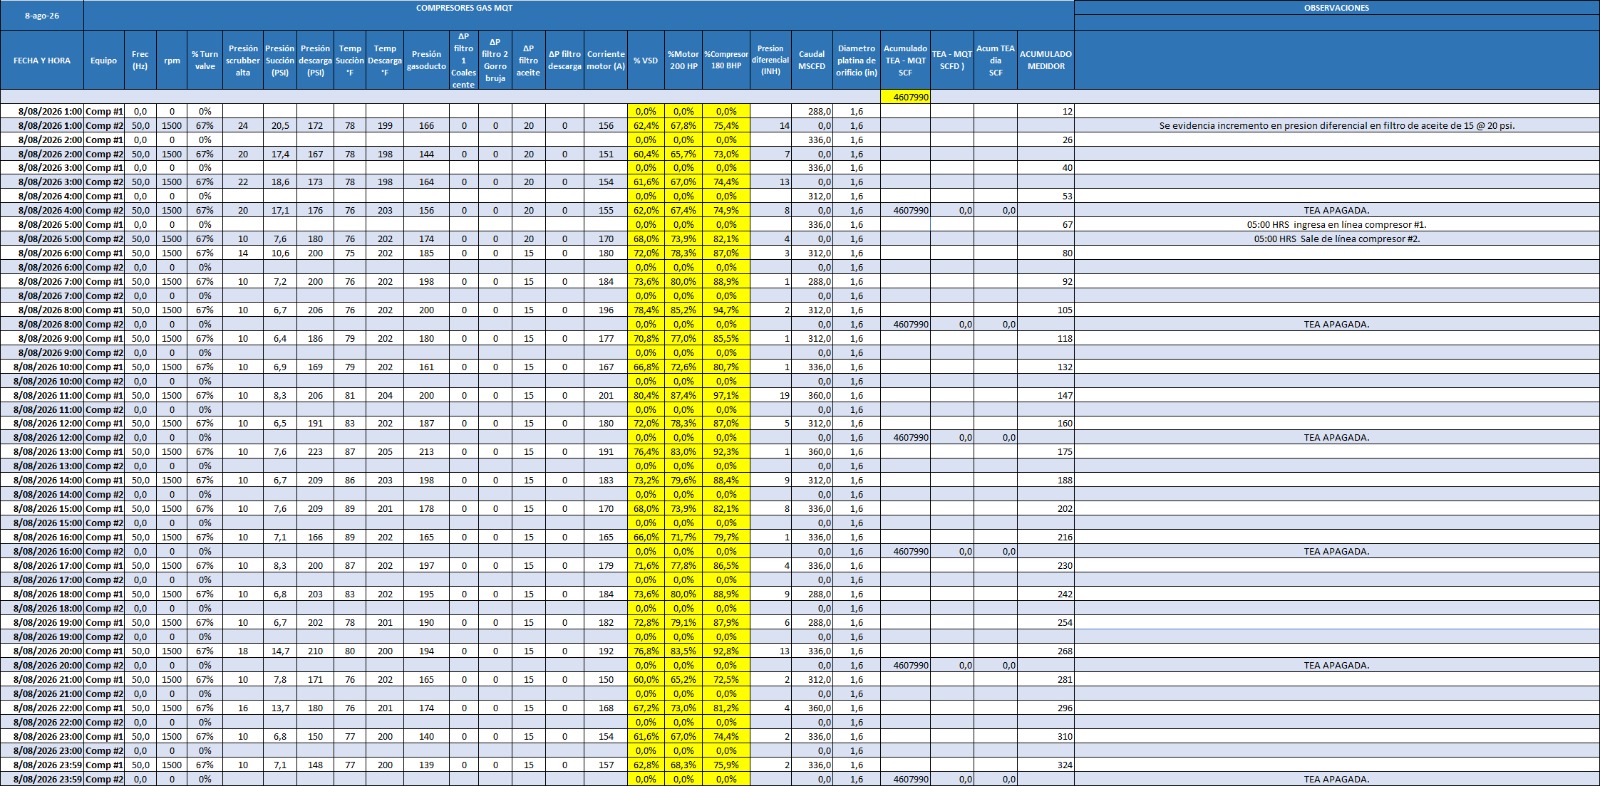 8-ago-26 COMPRESORES GAS MQT OBSERVACIONES
FECHA Y HORA Equipo Frec (Hz) rpm % Turn valve Presión scrubber alta Presión Succión (PSI) Presión descarga (PSI) Temp Succiòn °F Temp Descarga °F Presión gasoducto ΔP filtro 1 Coales cente ΔP filtro 2 Gorro bruja ΔP filtro aceite ΔP filtro descarga Corriente motor (A) % VSD %Motor 200 HP %Compresor 180 BHP Presion diferencial (INH) Caudal MSCFD Diametro platina de orificio (in) Acumulado TEA - MQT SCF TEA - MQT SCFD ) Acum TEA dia SCF ACUMULADO MEDIDOR
4607990
8/08/2026 1:00 Comp #1 0,0 0 0% 0,0% 0,0% 0,0% 288,0 1,6 12
8/08/2026 1:00 Comp #2 50,0 1500 67% 24 20,5 172 78 199 166 0 0 20 0 156 62,4% 67,8% 75,4% 14 0,0 1,6 Se evidencia incremento en presion diferencial en filtro de aceite de 15 @ 20 psi.
8/08/2026 2:00 Comp #1 0,0 0 0% 0,0% 0,0% 0,0% 336,0 1,6 26
8/08/2026 2:00 Comp #2 50,0 1500 67% 20 17,4 167 78 198 144 0 0 20 0 151 60,4% 65,7% 73,0% 7 0,0 1,6
8/08/2026 3:00 Comp #1 0,0 0 0% 0,0% 0,0% 0,0% 336,0 1,6 40
8/08/2026 3:00 Comp #2 50,0 1500 67% 22 18,6 173 78 198 164 0 0 20 0 154 61,6% 67,0% 74,4% 13 0,0 1,6
8/08/2026 4:00 Comp #1 0,0 0 0% 0,0% 0,0% 0,0% 312,0 1,6 53
8/08/2026 4:00 Comp #2 50,0 1500 67% 20 17,1 176 76 203 156 0 0 20 0 155 62,0% 67,4% 74,9% 8 0,0 1,6 4607990 0,0 0,0 TEA APAGADA.
8/08/2026 5:00 Comp #1 0,0 0 0% 0,0% 0,0% 0,0% 336,0 1,6 67 05:00 HRS ingresa en línea compresor #1.
8/08/2026 5:00 Comp #2 50,0 1500 67% 10 7,6 180 76 202 174 0 0 20 0 170 68,0% 73,9% 82,1% 4 0,0 1,6 05:00 HRS Sale de línea compresor #2.
8/08/2026 6:00 Comp #1 50,0 1500 67% 14 10,6 200 75 202 185 0 0 15 0 180 72,0% 78,3% 87,0% 3 312,0 1,6 80
8/08/2026 6:00 Comp #2 0,0 0 0% 0,0% 0,0% 0,0% 0,0 1,6
8/08/2026 7:00 Comp #1 50,0 1500 67% 10 7,2 200 76 202 198 0 0 15 0 184 73,6% 80,0% 88,9% 1 288,0 1,6 92
8/08/2026 7:00 Comp #2 0,0 0 0% 0,0% 0,0% 0,0% 0,0 1,6
8/08/2026 8:00 Comp #1 50,0 1500 67% 10 6,7 206 76 202 200 0 0 15 0 196 78,4% 85,2% 94,7% 2 312,0 1,6 105
8/08/2026 8:00 Comp #2 0,0 0 0% 0,0% 0,0% 0,0% 0,0 1,6 4607990 0,0 0,0 TEA APAGADA.
8/08/2026 9:00 Comp #1 50,0 1500 67% 10 6,4 186 79 202 180 0 0 15 0 177 70,8% 77,0% 85,5% 1 312,0 1,6 118
8/08/2026 9:00 Comp #2 0,0 0 0% 0,0% 0,0% 0,0% 0,0 1,6
8/08/2026 10:00 Comp #1 50,0 1500 67% 10 6,9 169 79 202 161 0 0 15 0 167 66,8% 72,6% 80,7% 1 336,0 1,6 132
8/08/2026 10:00 Comp #2 0,0 0 0% 0,0% 0,0% 0,0% 0,0 1,6
8/08/2026 11:00 Comp #1 50,0 1500 67% 10 8,3 206 81 204 200 0 0 15 0 201 80,4% 87,4% 97,1% 19 360,0 1,6 147
8/08/2026 11:00 Comp #2 0,0 0 0% 0,0% 0,0% 0,0% 0,0 1,6
8/08/2026 12:00 Comp #1 50,0 1500 67% 10 6,5 191 83 202 187 0 0 15 0 180 72,0% 78,3% 87,0% 5 312,0 1,6 160
8/08/2026 12:00 Comp #2 0,0 0 0% 0,0% 0,0% 0,0% 0,0 1,6 4607990 0,0 0,0 TEA APAGADA.
8/08/2026 13:00 Comp #1 50,0 1500 67% 10 7,6 223 87 205 213 0 0 15 0 191 76,4% 83,0% 92,3% 1 360,0 1,6 175
8/08/2026 13:00 Comp #2 0,0 0 0% 0,0% 0,0% 0,0% 0,0 1,6
8/08/2026 14:00 Comp #1 50,0 1500 67% 10 6,7 209 86 203 198 0 0 15 0 183 73,2% 79,6% 88,4% 9 312,0 1,6 188
8/08/2026 14:00 Comp #2 0,0 0 0% 0,0% 0,0% 0,0% 0,0 1,6
8/08/2026 15:00 Comp #1 50,0 1500 67% 10 7,6 209 89 201 178 0 0 15 0 170 68,0% 73,9% 82,1% 8 336,0 1,6 202
8/08/2026 15:00 Comp #2 0,0 0 0% 0,0% 0,0% 0,0% 0,0 1,6
8/08/2026 16:00 Comp #1 50,0 1500 67% 10 7,1 166 89 202 165 0 0 15 0 165 66,0% 71,7% 79,7% 1 336,0 1,6 216
8/08/2026 16:00 Comp #2 0,0 0 0% 0,0% 0,0% 0,0% 0,0 1,6 4607990 0,0 0,0 TEA APAGADA.
8/08/2026 17:00 Comp #1 50,0 1500 67% 10 8,3 200 87 202 197 0 0 15 0 179 71,6% 77,8% 86,5% 4 336,0 1,6 230
8/08/2026 17:00 Comp #2 0,0 0 0% 0,0% 0,0% 0,0% 0,0 1,6
8/08/2026 18:00 Comp #1 50,0 1500 67% 10 6,8 203 83 202 195 0 0 15 0 184 73,6% 80,0% 88,9% 9 288,0 1,6 242
8/08/2026 18:00 Comp #2 0,0 0 0% 0,0% 0,0% 0,0% 0,0 1,6
8/08/2026 19:00 Comp #1 50,0 1500 67% 10 6,7 202 78 201 190 0 0 15 0 182 72,8% 79,1% 87,9% 6 288,0 1,6 254
8/08/2026 19:00 Comp #2 0,0 0 0% 0,0% 0,0% 0,0% 0,0 1,6
8/08/2026 20:00 Comp #1 50,0 1500 67% 18 14,7 210 80 200 194 0 0 15 0 192 76,8% 83,5% 92,8% 13 336,0 1,6 268
8/08/2026 20:00 Comp #2 0,0 0 0% 0,0% 0,0% 0,0% 0,0 1,6 4607990 0,0 0,0 TEA APAGADA.
8/08/2026 21:00 Comp #1 50,0 1500 67% 10 7,8 171 76 202 165 0 0 15 0 150 60,0% 65,2% 72,5% 2 312,0 1,6 281
8/08/2026 21:00 Comp #2 0,0 0 0% 0,0% 0,0% 0,0% 0,0 1,6
8/08/2026 22:00 Comp #1 50,0 1500 67% 16 13,7 180 76 201 174 0 0 15 0 168 67,2% 73,0% 81,2% 4 360,0 1,6 296
8/08/2026 22:00 Comp #2 0,0 0 0% 0,0% 0,0% 0,0% 0,0 1,6
8/08/2026 23:00 Comp #1 50,0 1500 67% 10 6,8 150 77 200 140 0 0 15 0 154 61,6% 67,0% 74,4% 2 336,0 1,6 310
8/08/2026 23:00 Comp #2 0,0 0 0% 0,0% 0,0% 0,0% 0,0 1,6
8/08/2026 23:59 Comp #1 50,0 1500 67% 10 7,1 148 77 200 139 0 0 15 0 157 62,8% 68,3% 75,9% 2 336,0 1,6 324
8/08/2026 23:59 Comp #2 0,0 0 0% 0,0% 0,0% 0,0% 0,0 1,6 4607990 0,0 0,0 TEA APAGADA.